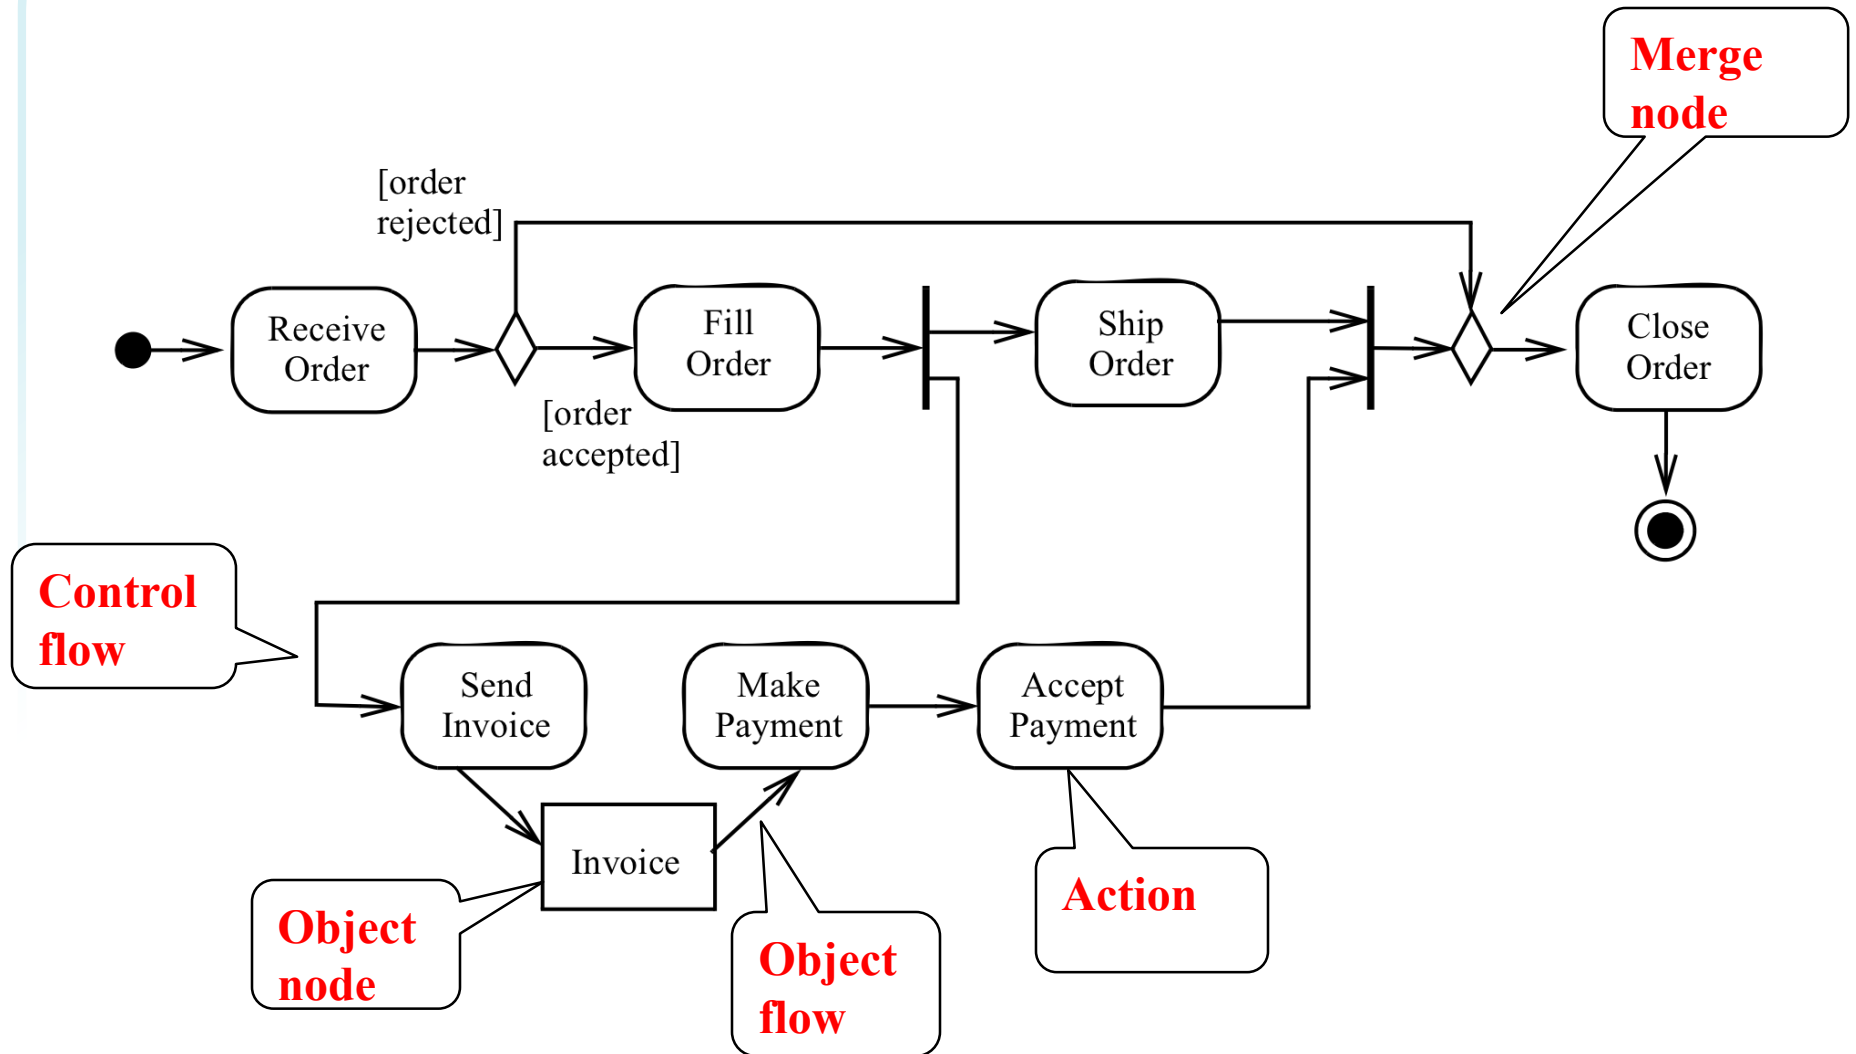 Merge
node
[order
rejected]
Receive
Order
Fill
Order
Ship
Order
Close
Order
[order
accepted]
Control
flow
Send
Invoice
Make
Payment
Accept
Payment
Invoice
Action
Object
node
Object
flow